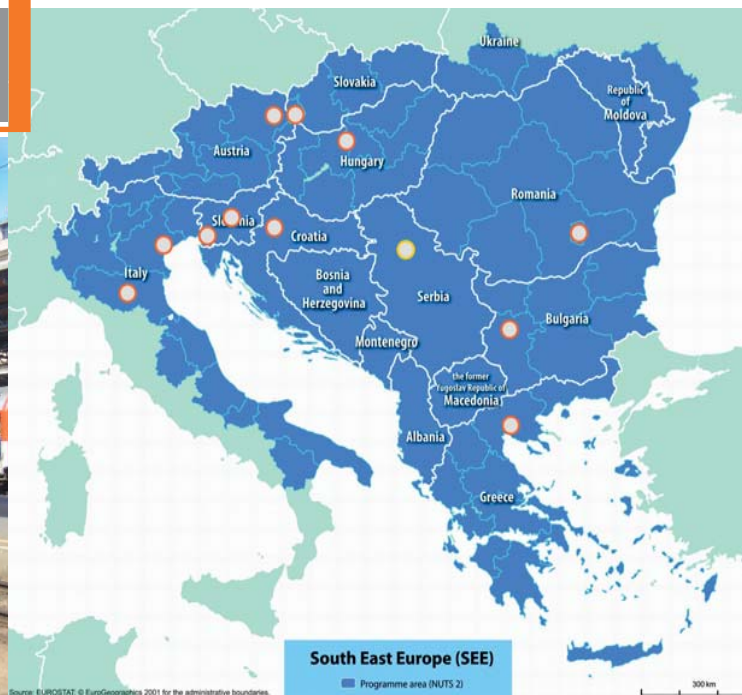 Ukraine
Slovakia
Republic
of
Moldova
Austria
Hungary
Romania
Slovenia
Croatia
Italy
Bosnia
and
Herzegovina
Serbia
Bulgaria
Montenegro
the former
Yugoslav Republic of
Macedonia
Albania
Greece
South East Europe (SEE)
Programme area (NUTS 2)
300 km
Source: EUROSTAT © EuroGeographics 2001 for the administrative boundaries.